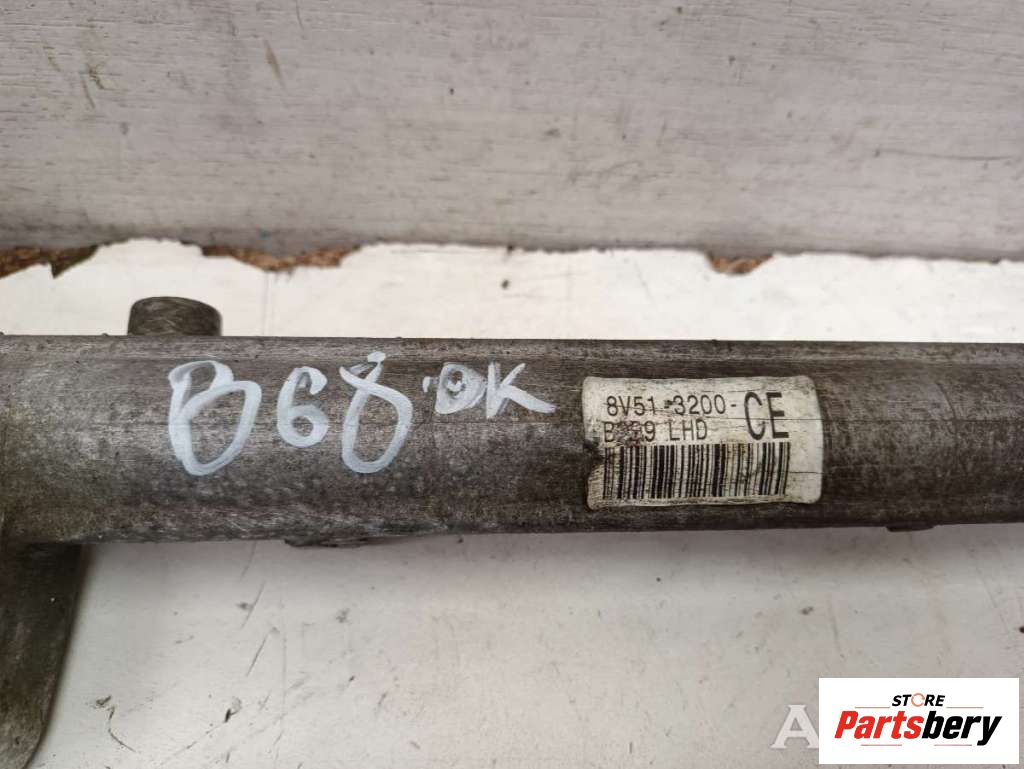 B68 OK
8V51-3200-CE
LHD
STORE
Partsbery